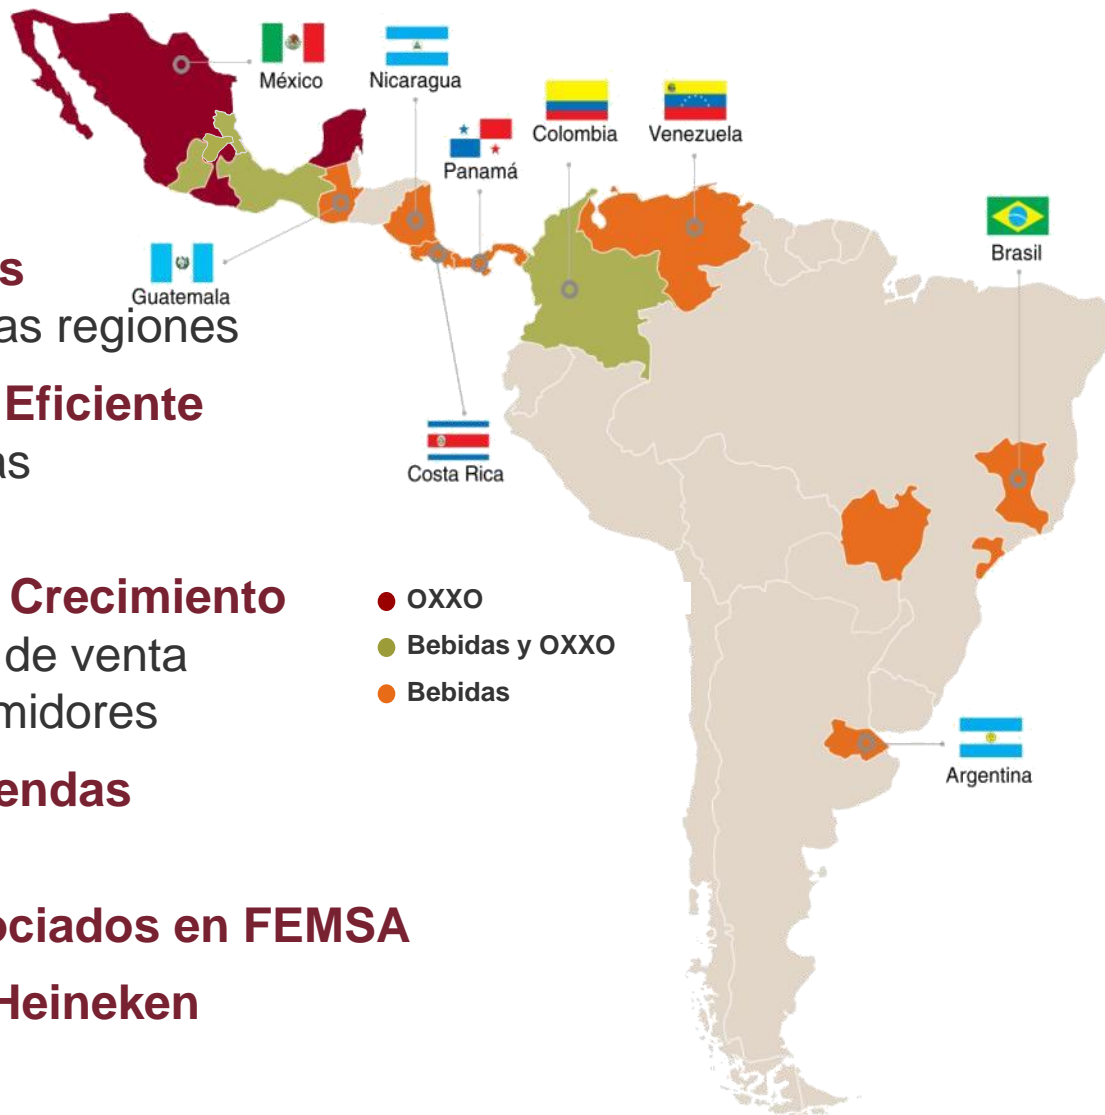 México
Nicaragua
Colombia
Venezuela
Panamá
Brasil
Guatemala
Costa Rica
Argentina
s
as regiones
Eficiente
as
Crecimiento
de venta
midores
endas
ociados en FEMSA
Heineken
OXXO
Bebidas y OXXO
Bebidas